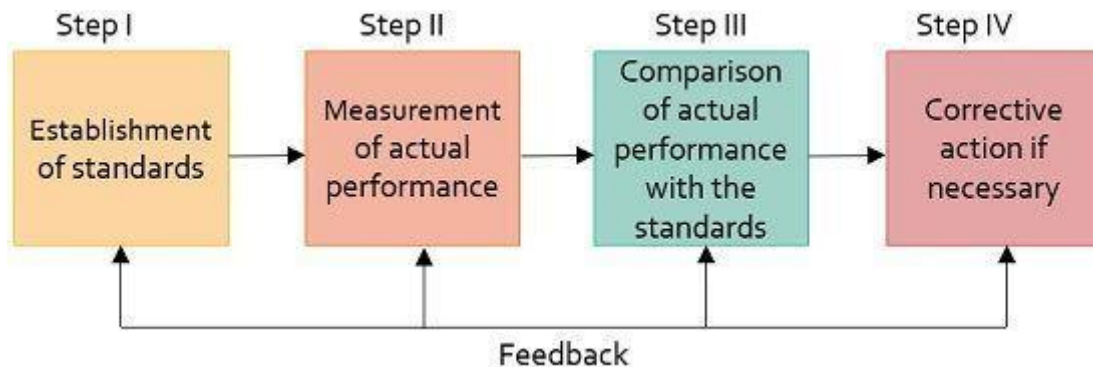 Step I
Establishment
of standards
Step II
Measurement
of actual
performance
Step III
Comparison
of actual
performance
with the
standards
Step IV
Corrective
action if
necessary
Feedback